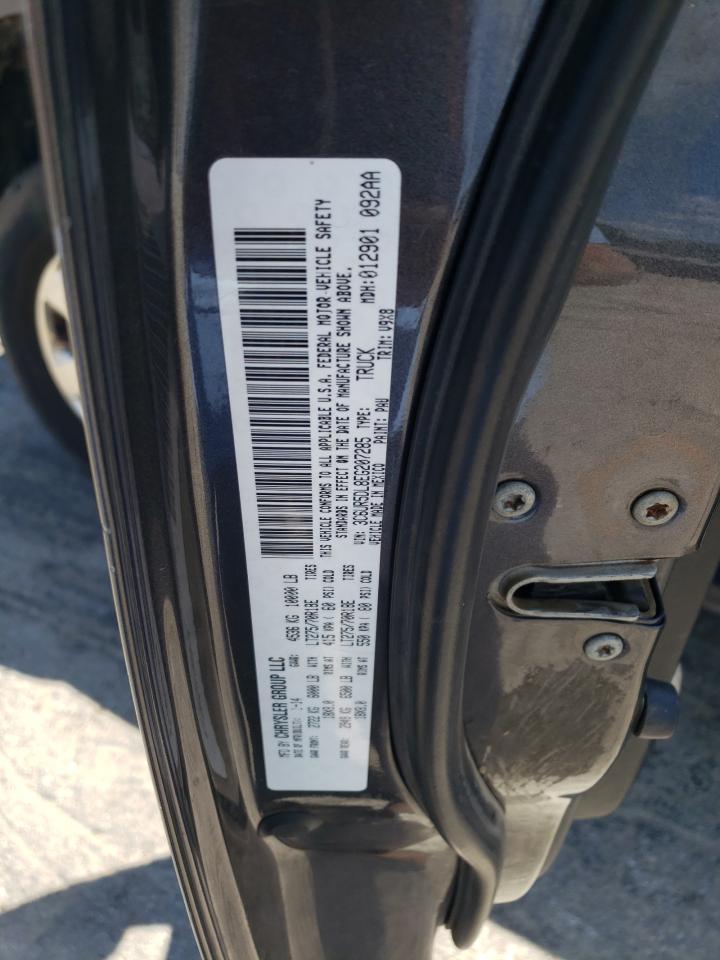 MFD BY CHRYSLER GROUP LLC
DATE OF MFR/BUILT: 1-14 GVWR: 4536 KG 10000 LB
GAWR FRONT: 2722 KG 6000 LB WITH LT275/70R18E TIRES
18X8.0 RIMS AT 415 KPA ( 60 PSI) COLD
GAWR REAR: KG 6500 LB WITH LT275/70R18E TIRES
18X8.0 RIMS AT 550 KPA ( 80 PSI) COLD
THIS VEHICLE CONFORMS TO ALL APPLICABLE U.S.A. FEDERAL MOTOR VEHICLE SAFETY
STANDARDS IN EFFECT ON THE DATE OF MANUFACTURE SHOWN ABOVE.
VIN: 3C6UR5DL8EG207285 TYPE: TRUCK MDH:012901 092AA
VEHICLE MADE IN MEXICO PAINT: PAU TRIM: V9X8